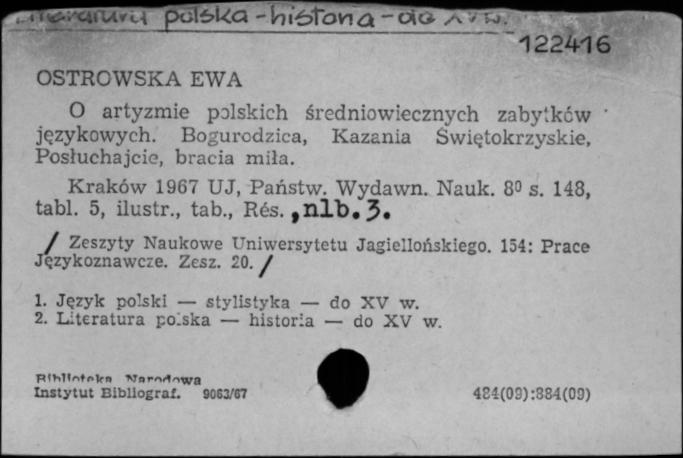 Literatura polska - historia - do XV w.
122416
OSTROWSKA EWA
O artyzmie polskich średniowiecznych zabytków
językowych. Bogurodzica, Kazania Świętokrzyskie,
Posłuchajcie, bracia miła.
Kraków 1967 UJ, Państw. Wydawn. Nauk. 8⁰ s. 148,
tabl. 5, ilustr., tab., Rés. , nlb. 3.
/ Zeszyty Naukowe Uniwersytetu Jagiellońskiego. 154: Prace
Językoznawcze. Zesz. 20. /
1. Język polski — stylistyka — do XV w.
2. Literatura polska — historia — do XV w.
Biblioteka Narodowa
Instytut Bibliograf. 9063/67
484(09):884(09)